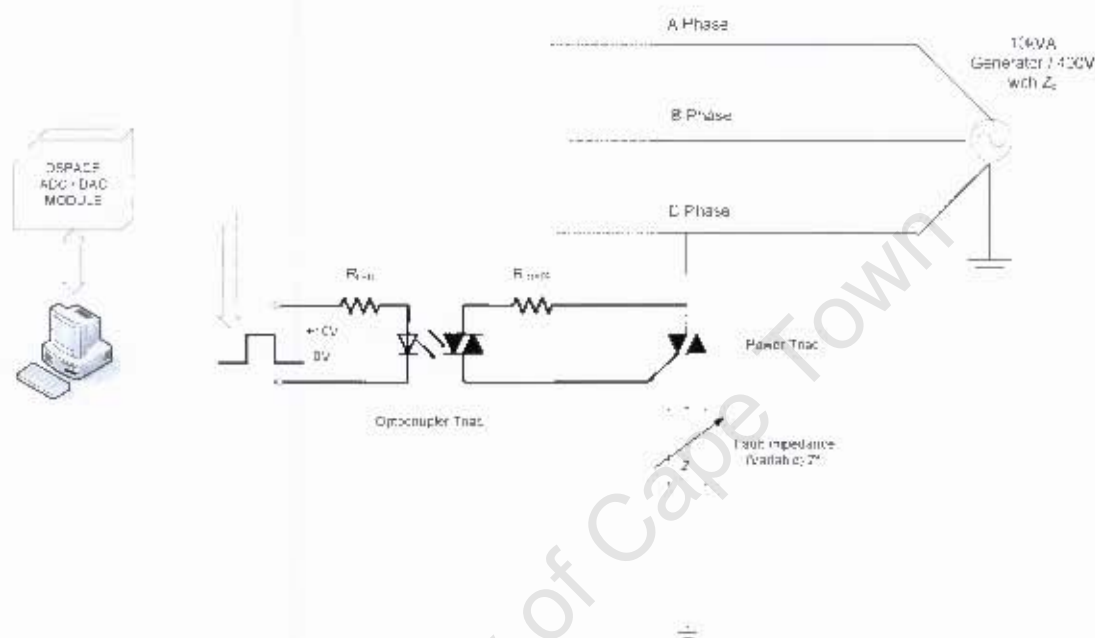 A Phase
Generator / 400V
with Z
B Phase
DSPACE
ADC / DAC
MODULE
Phase
0V
Power Triac
Optocoupler Triac
Fault Impedance
(Variable) Z
Z
of Cape Town